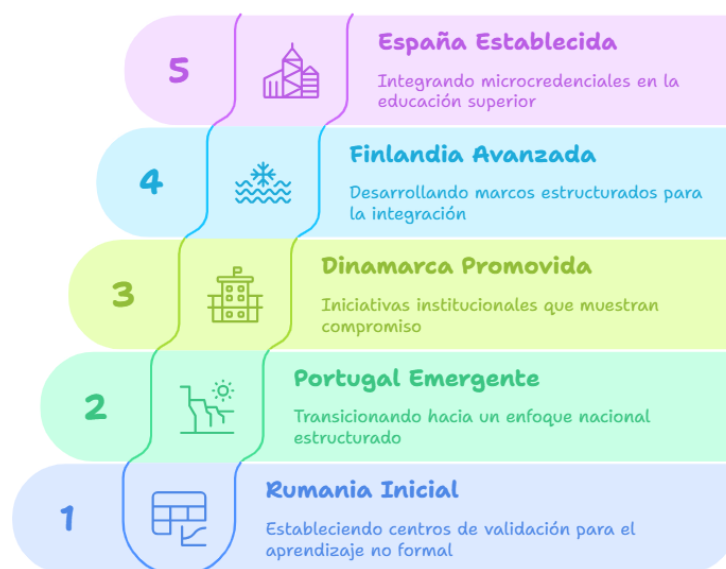 5
España Establecida
Integrando microcredenciales en la
educación superior
4
Finlandia Avanzada
Desarrollando marcos estructurados para
la integración
3
Dinamarca Promovida
Iniciativas institucionales que muestran
compromiso
2
Portugal Emergente
Transicionando hacia un enfoque nacional
estructurado
1
Rumania Inicial
Estableciendo centros de validación para el
aprendizaje no formal